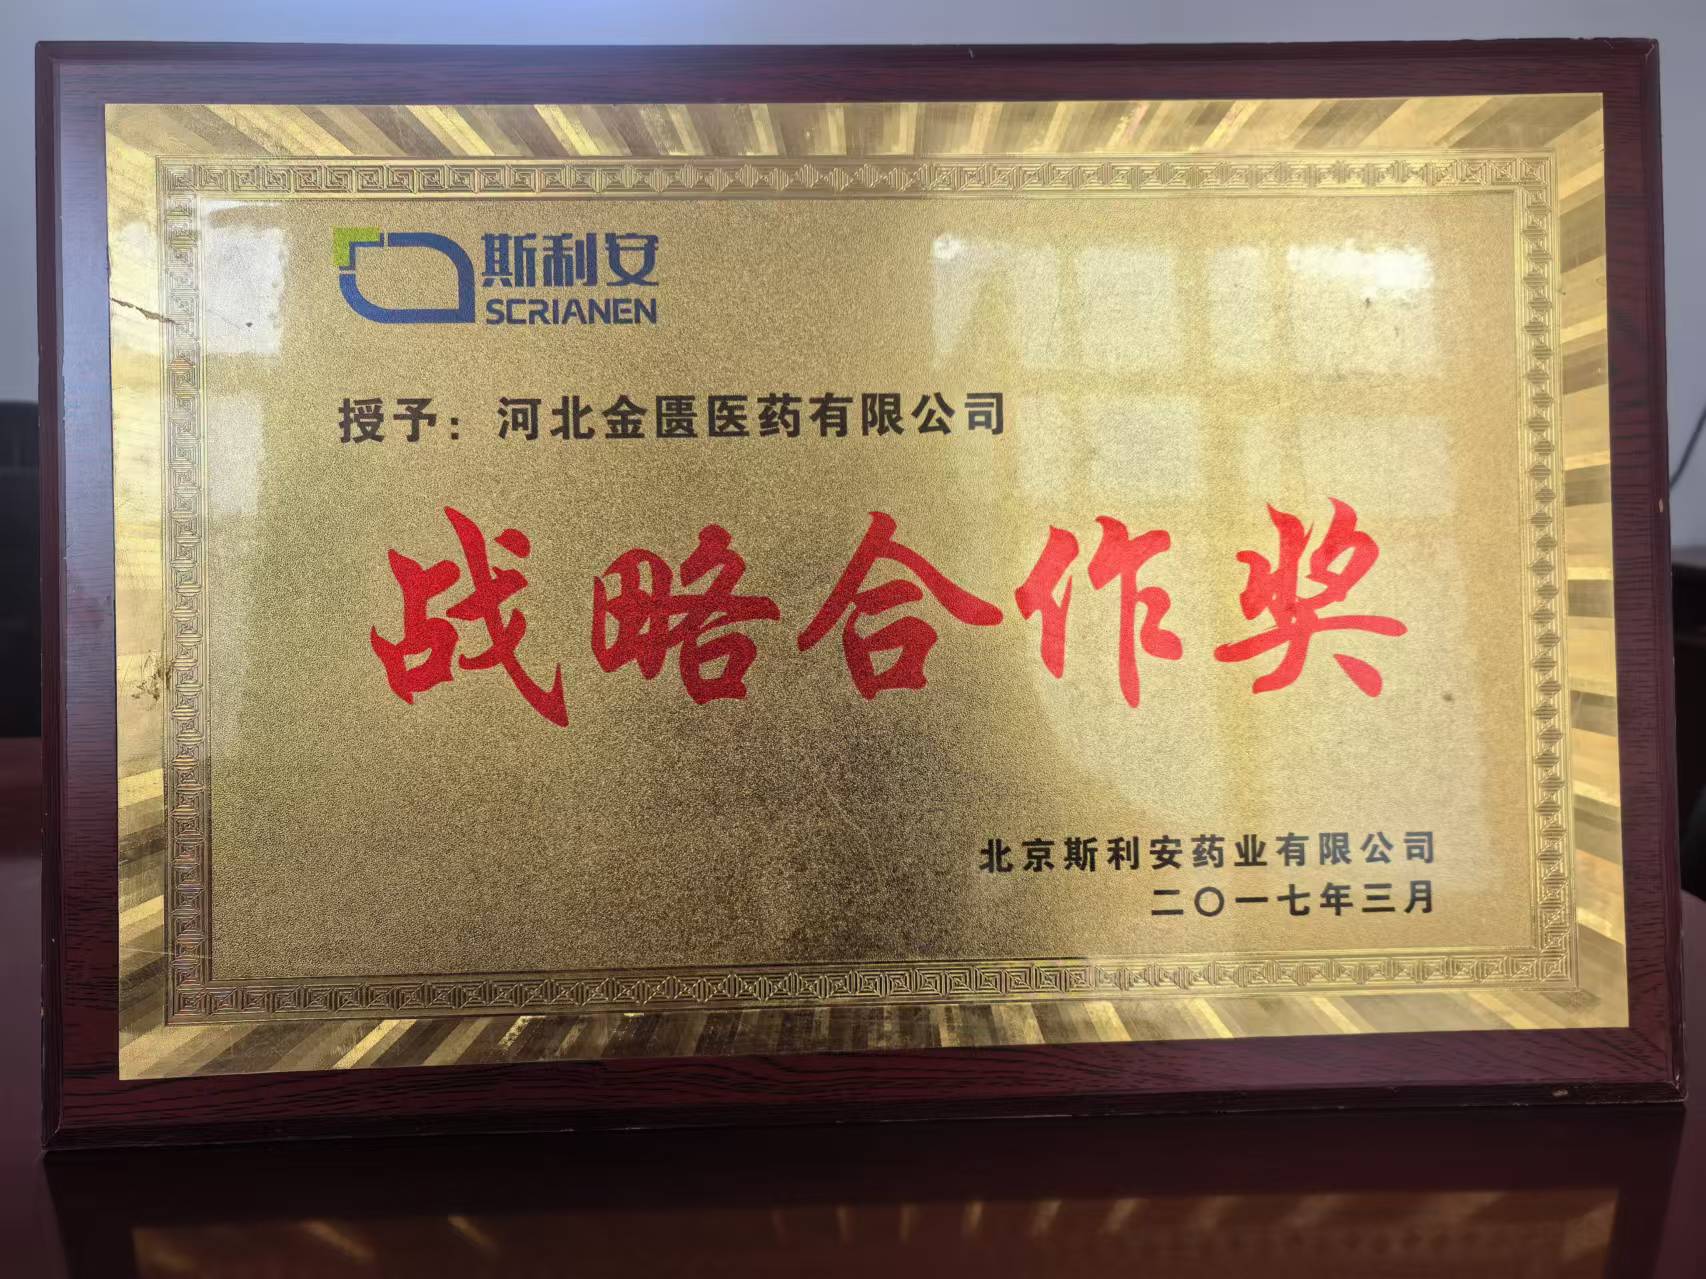 斯利安
SCRIANEN
授予：河北金匮医药有限公司
战略合作奖
北京斯利安药业有限公司
二〇一七年三月